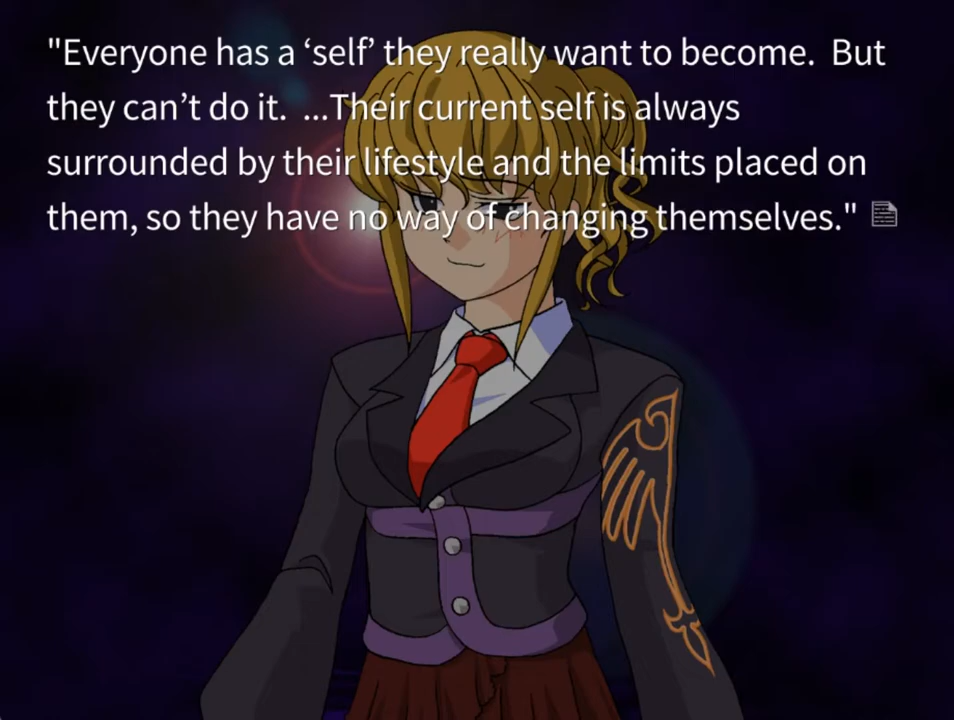 "Everyone has a ‘self’ they really want to become.  But
they can’t do it.  ...Their current self is always
surrounded by their lifestyle and the limits placed on
them, so they have no way of changing themselves."